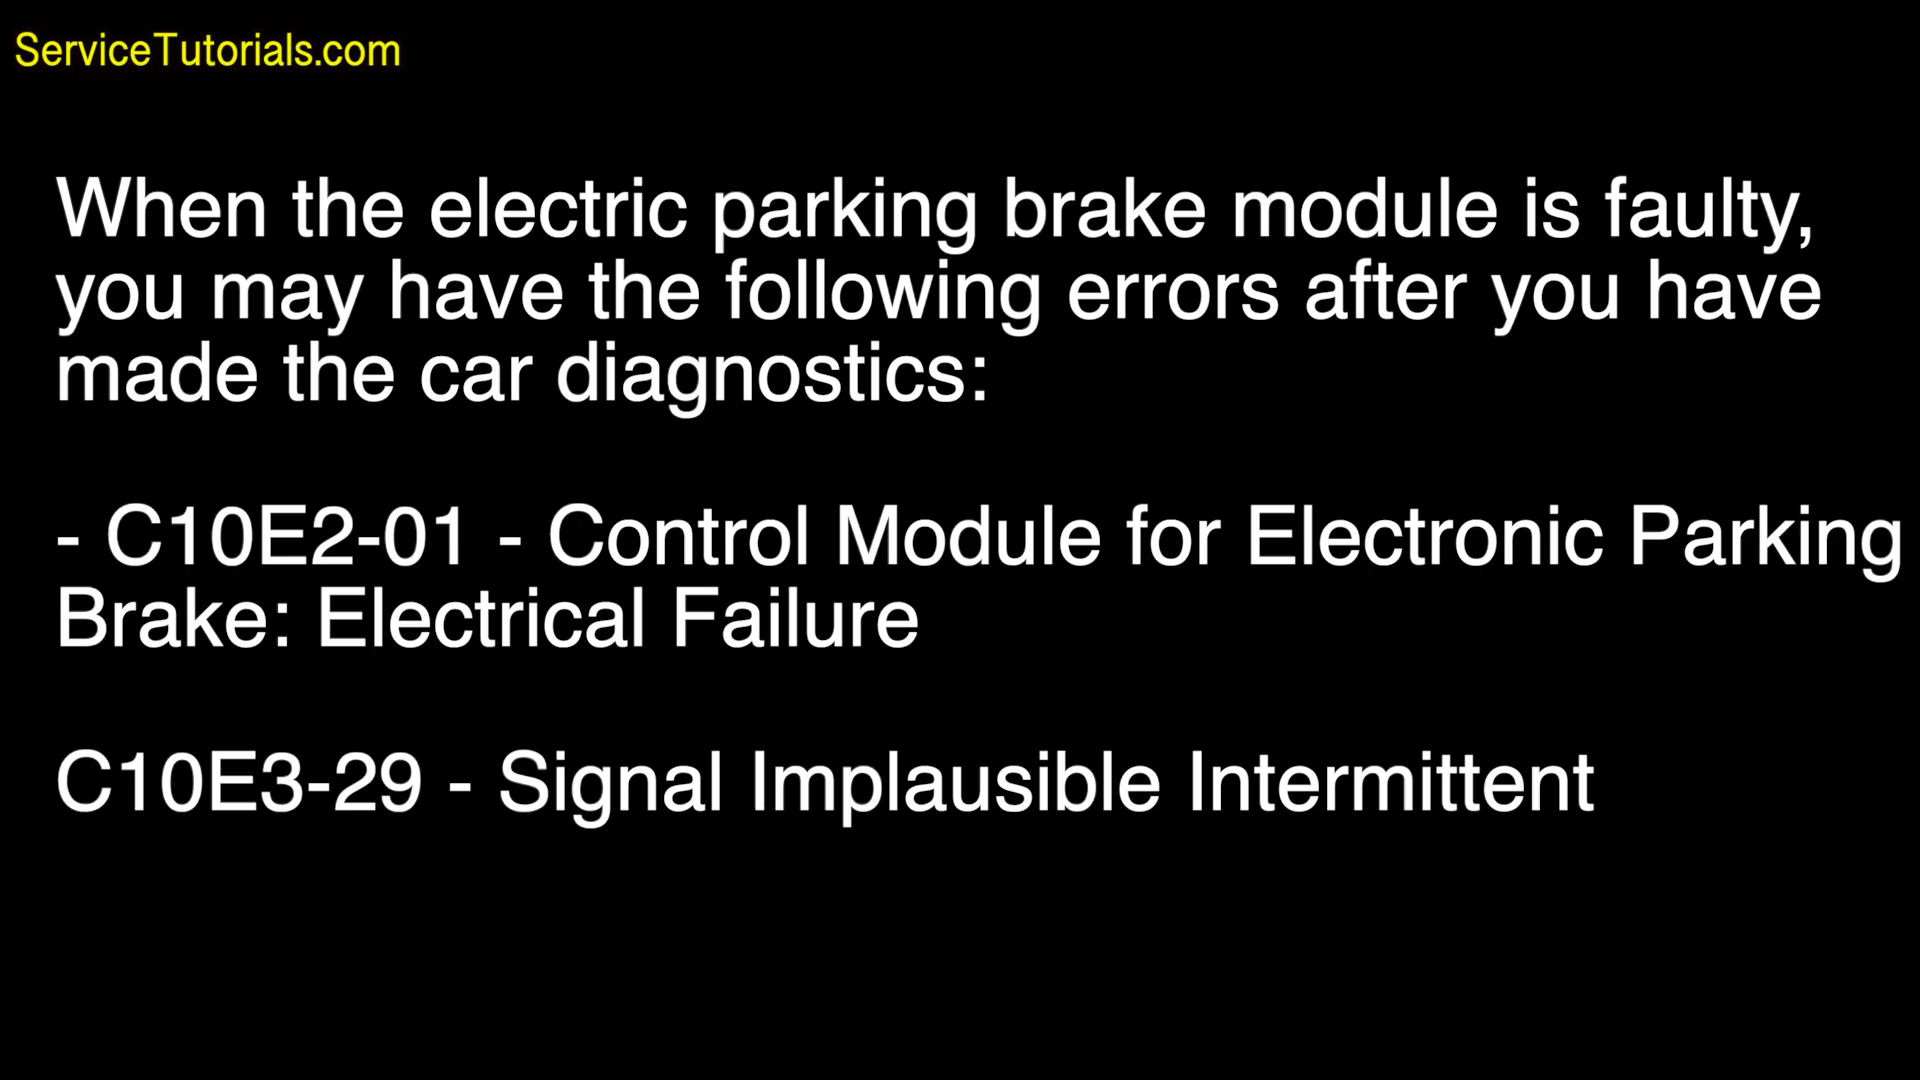 ServiceTutorials.com
When the electric parking brake module is faulty,
you may have the following errors after you have
made the car diagnostics:
- C10E2-01 - Control Module for Electronic Parking
Brake: Electrical Failure
C10E3-29 - Signal Implausible Intermittent